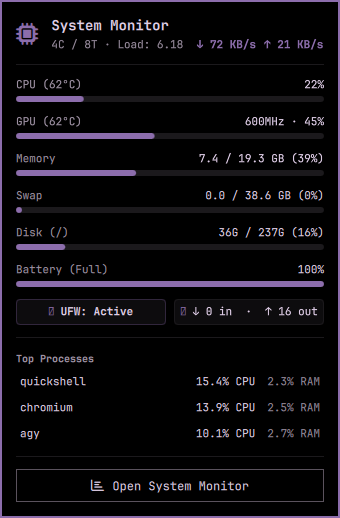 System Monitor
4C / 8T · Load: 6.18 ↓ 72 KB/s ↑ 21 KB/s
CPU (62°C) 22%
GPU (62°C) 600MHz · 45%
Memory 7.4 / 19.3 GB (39%)
Swap 0.0 / 38.6 GB (0%)
Disk (/) 36G / 237G (16%)
Battery (Full) 100%
UFW: Active ↓ 0 in · ↑ 16 out
Top Processes
quickshell 15.4% CPU 2.3% RAM
chromium 13.9% CPU 2.5% RAM
agy 10.1% CPU 2.7% RAM
Open System Monitor